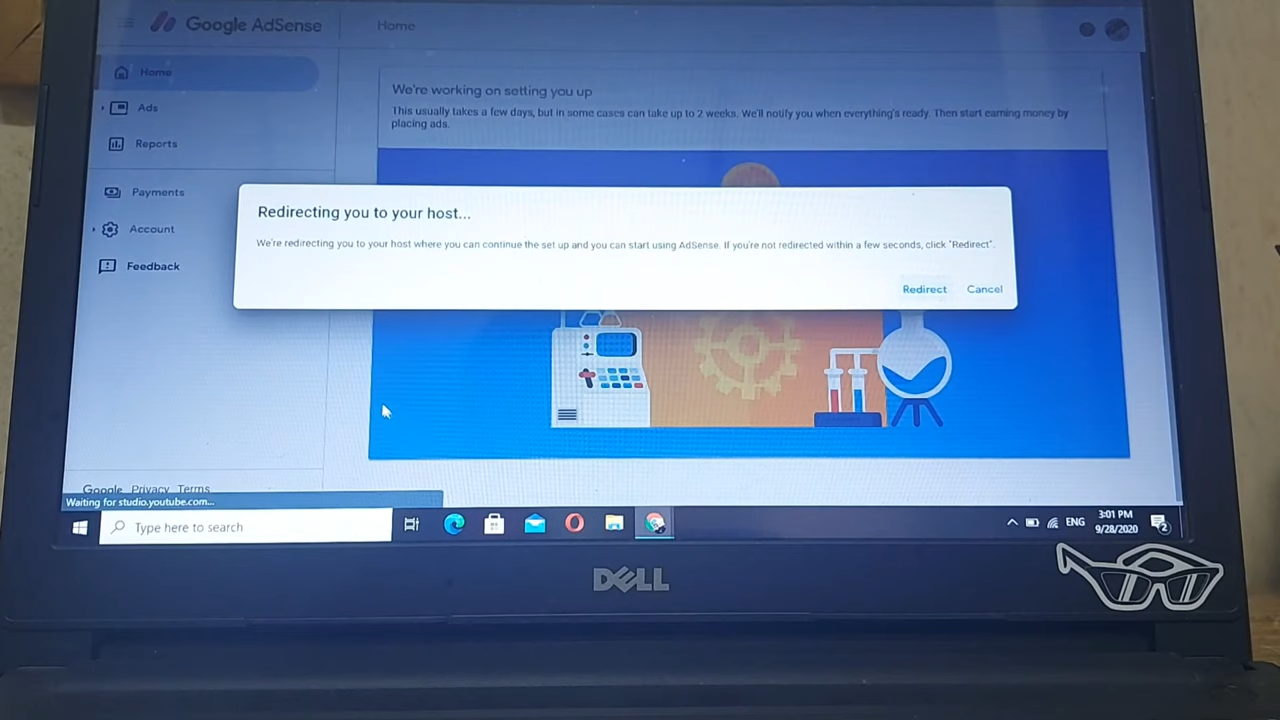 Google AdSense
Home
Home
Ads
Reports
Payments
Account
Feedback
We're working on setting you up
This usually takes a few days, but in some cases can take up to 2 weeks. We'll notify you when everything's ready. Then start earning money by
placing ads.
Redirecting you to your host...
We're redirecting you to your host where you can continue the set up and you can start using AdSense. If you're not redirected within a few seconds, click "Redirect".
Redirect Cancel
Google Privacy Terms
Waiting for studio.youtube.com...
Type here to search
ENG
3:01 PM
9/28/2020
2
DELL